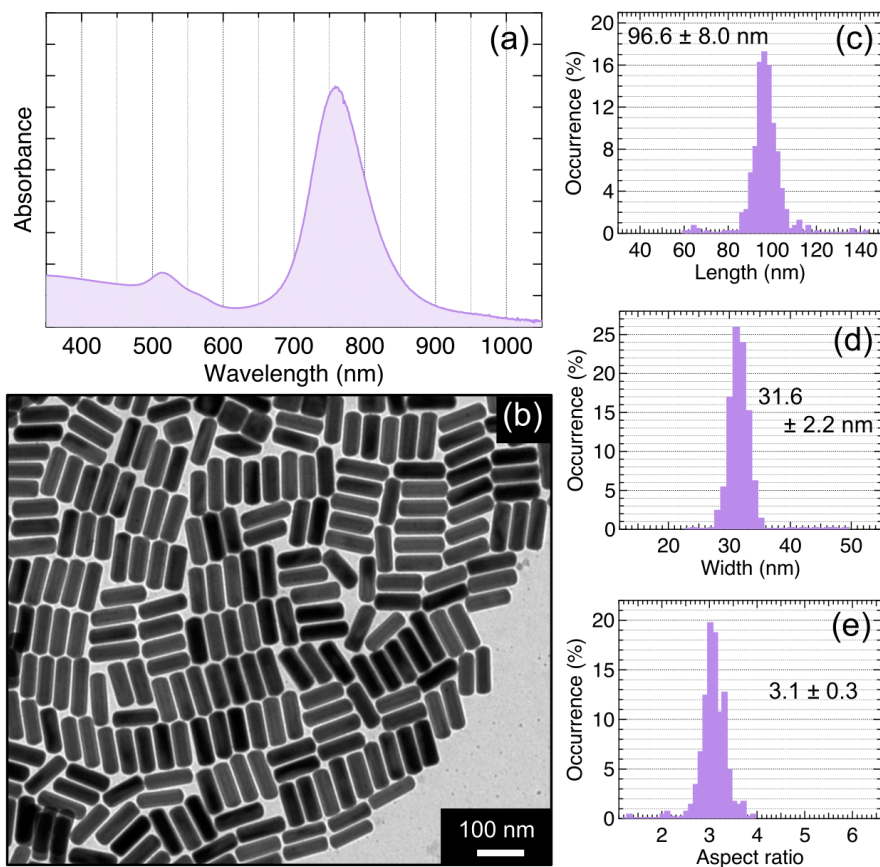 (a)
Absorbance
400 500 600 700 800 900 1000
Wavelength (nm)
(b)
100 nm
(c)
96.6 ± 8.0 nm
Occurrence (%)
20
16
12
8
4
0
40 60 80 100 120 140
Length (nm)
(d)
31.6
± 2.2 nm
Occurrence (%)
25
20
15
10
5
0
20 30 40 50
Width (nm)
(e)
3.1 ± 0.3
Occurrence (%)
20
15
10
5
0
2 3 4 5 6
Aspect ratio